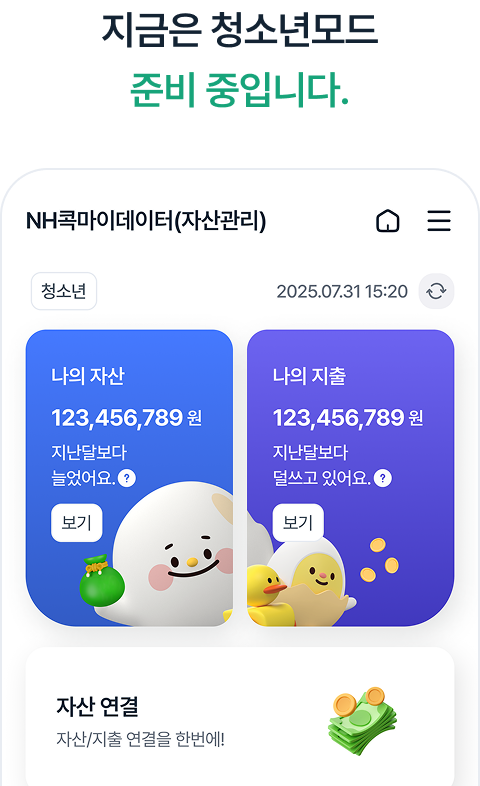 지금은 청소년모드
준비 중입니다.
NH콕마이데이터(자산관리)
청소년
2025.07.31 15:20
나의 자산
123,456,789 원
지난달보다
늘었어요. ?
보기
나의 지출
123,456,789 원
지난달보다
덜쓰고 있어요. ?
보기
자산 연결
자산/지출 연결을 한번에!